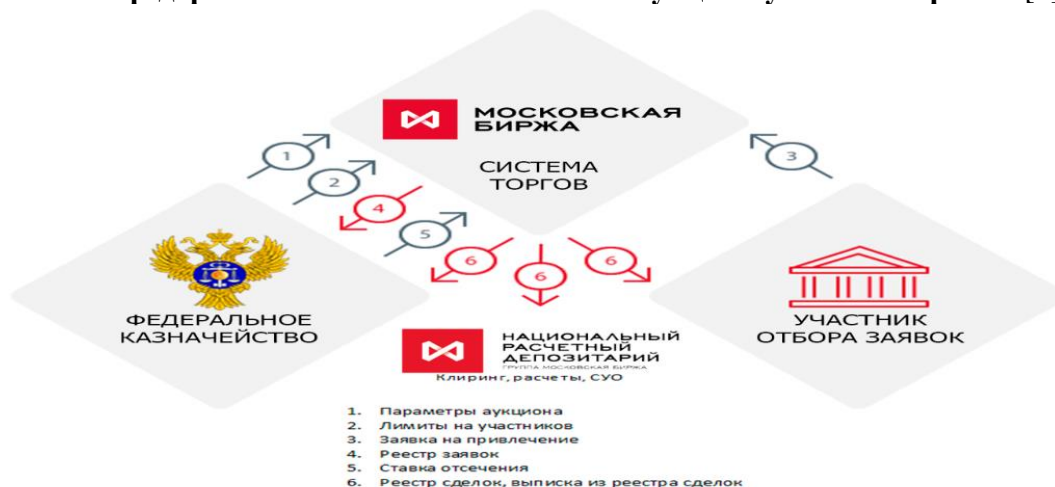 МОСКОВСКАЯ
БИРЖА
СИСТЕМА
ТОРГОВ
1
2
3
4
5
6
6
6
ФЕДЕРАЛЬНОЕ
КАЗНАЧЕЙСТВО
УЧАСТНИК
ОТБОРА ЗАЯВОК
НАЦИОНАЛЬНЫЙ
РАСЧЕТНЫЙ
ДЕПОЗИТАРИЙ
ГРУППА МОСКОВСКАЯ БИРЖА
Клиринг, расчеты, СУО
1. Параметры аукциона
2. Лимиты на участников
3. Заявка на привлечение
4. Реестр заявок
5. Ставка отсечения
6. Реестр сделок, выписка из реестра сделок